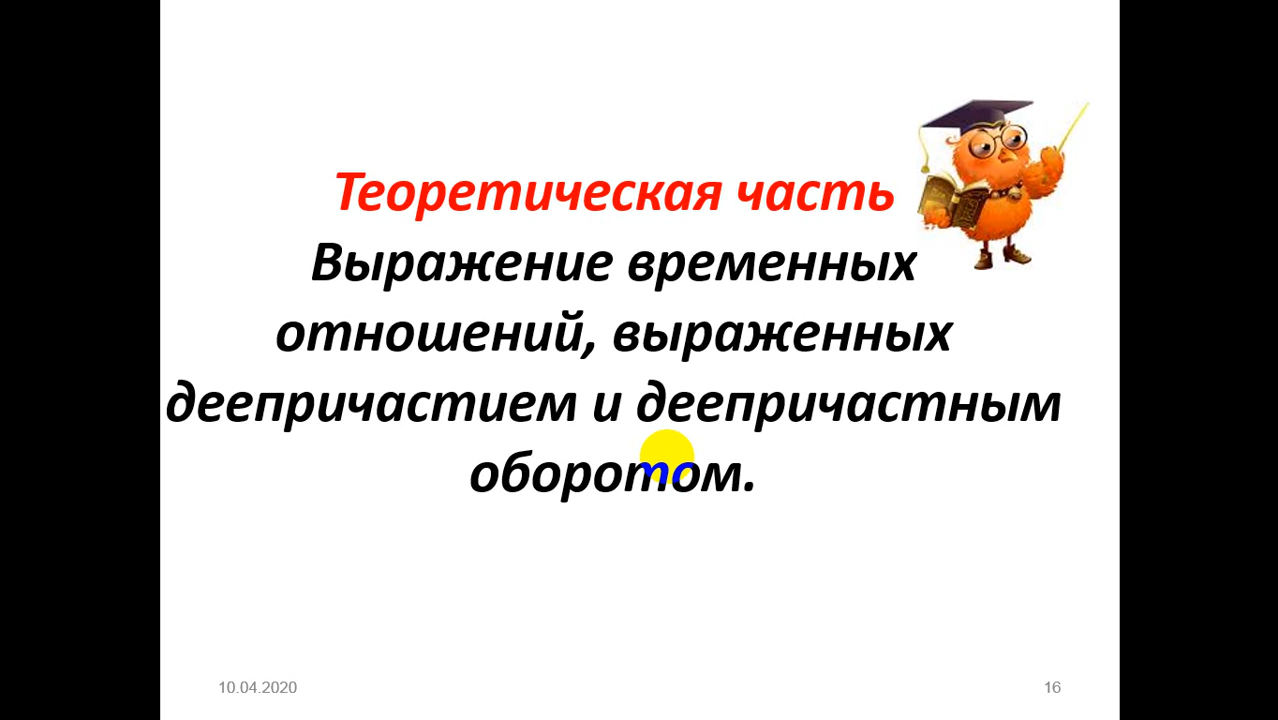 Теоретическая часть
Выражение временных
отношений, выраженных
деепричастием и деепричастным
оборотом.
10.04.2020
16